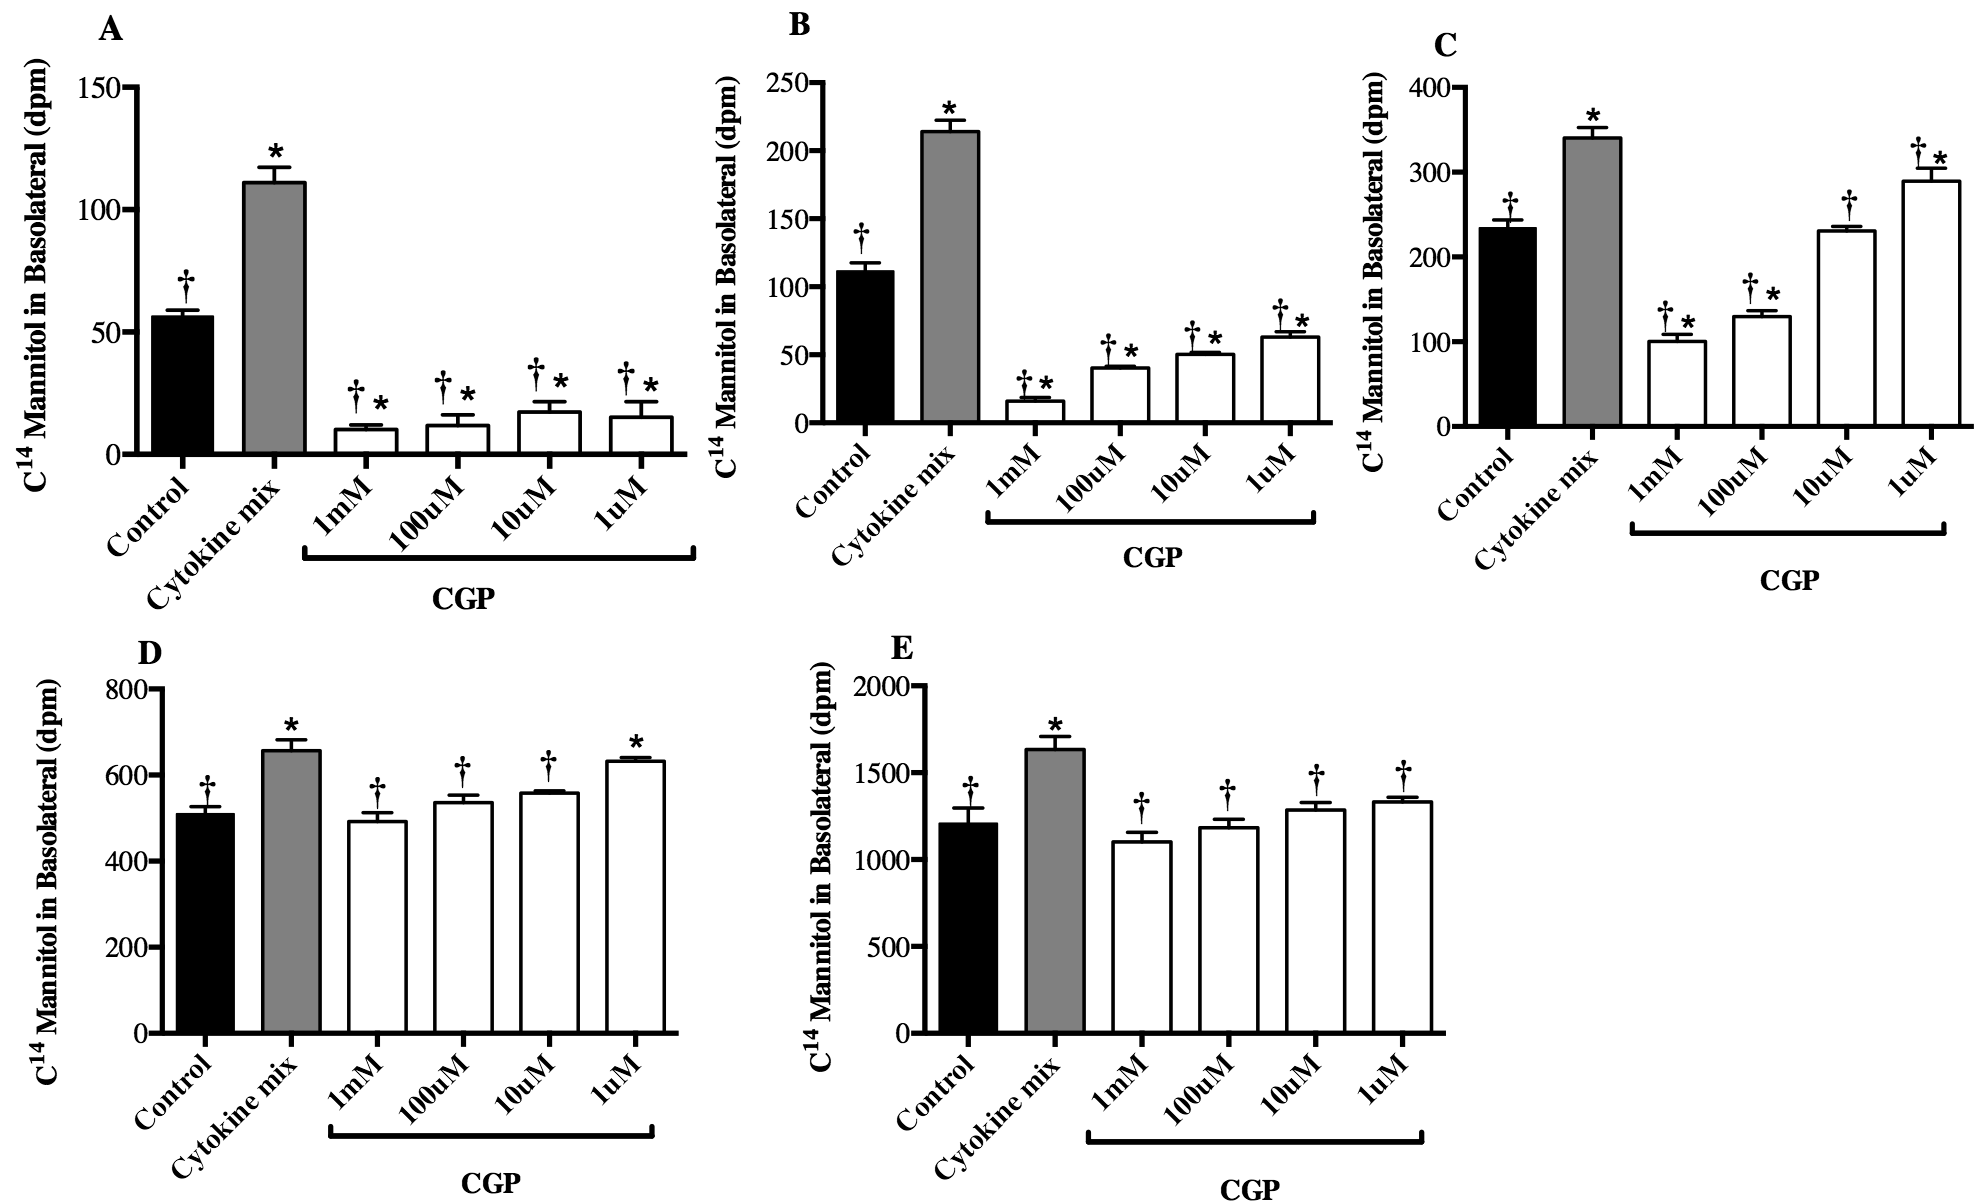 A
C14 Mannitol in Basolateral (dpm)
150
100
50
0
†
*
† *
† *
† *
† *
Control
Cytokine mix
1mM
100uM
10uM
1uM
CGP
B
C14 Mannitol in Basolateral (dpm)
250
200
150
100
50
0
†
*
† *
† *
† *
† *
Control
Cytokine mix
1mM
100uM
10uM
1uM
CGP
C
C14 Mannitol in Basolateral (dpm)
400
300
200
100
0
†
*
† *
† *
†
† *
Control
Cytokine mix
1mM
100uM
10uM
1uM
CGP
D
C14 Mannitol in Basolateral (dpm)
800
600
400
200
0
†
*
†
†
†
*
Control
Cytokine mix
1mM
100uM
10uM
1uM
CGP
E
C14 Mannitol in Basolateral (dpm)
2000
1500
1000
500
0
†
*
†
†
†
†
Control
Cytokine mix
1mM
100uM
10uM
1uM
CGP